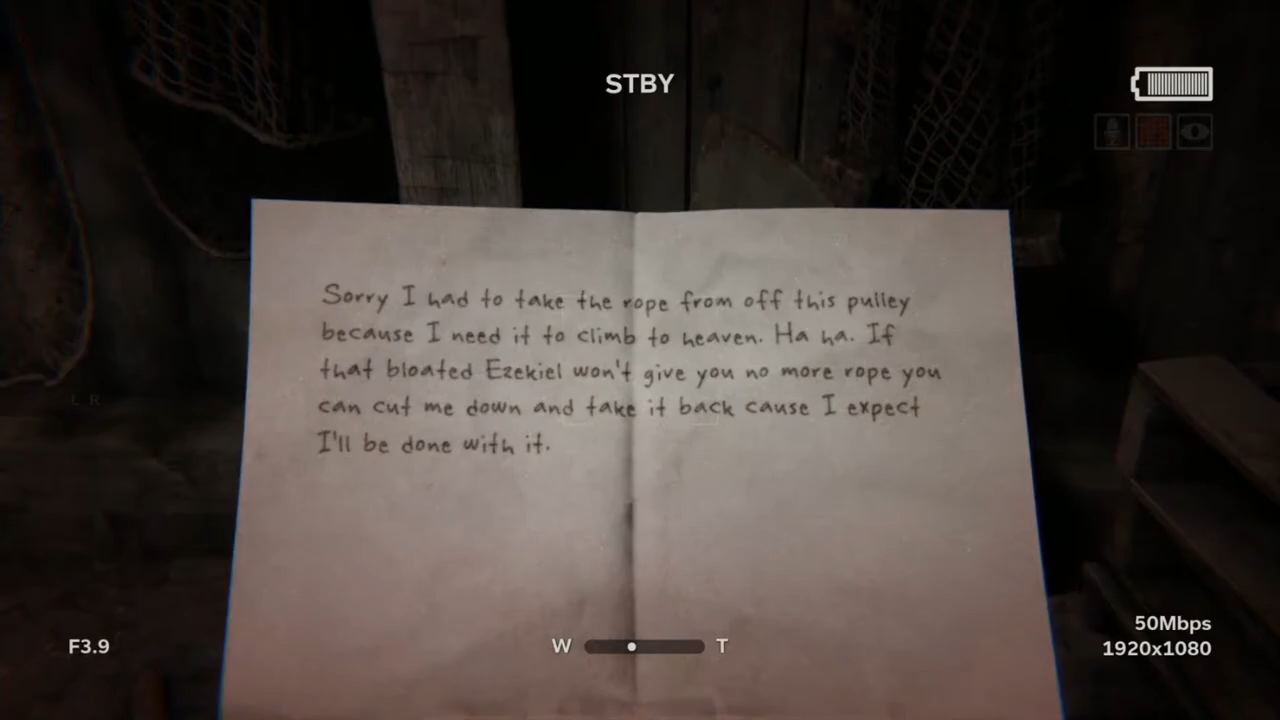 STBY
Sorry I had to take the rope from off this pulley
because I need it to climb to heaven. Ha ha. If
that bloated Ezekiel won't give you no more rope you
can cut me down and take it back cause I expect
I'll be done with it.
L R
F3.9
W T
50Mbps
1920x1080